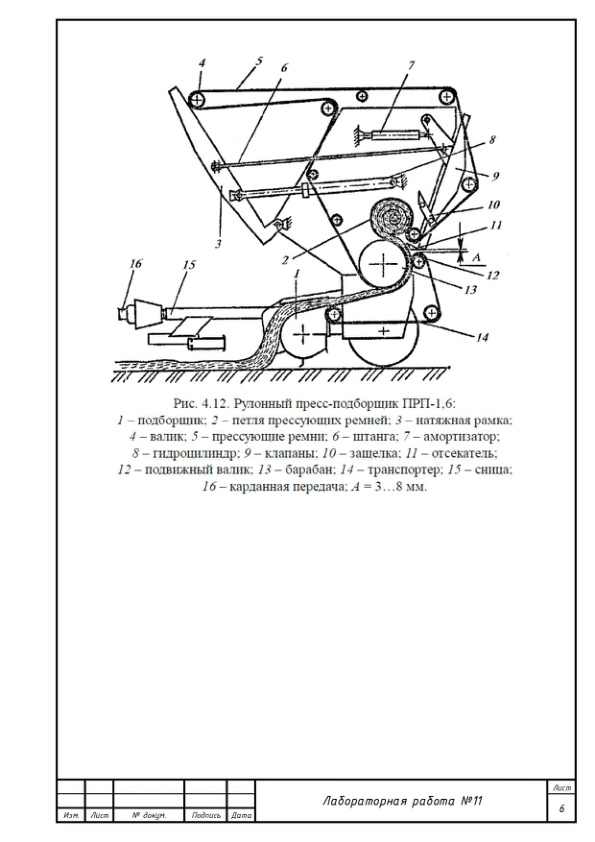 4
5
6
7
8
9
10
11
А
12
13
14
1
2
3
15
16
Рис. 4.12. Рулонный пресс-подборщик ПРП-1,6:
1 – подборщик; 2 – петля прессующих ремней; 3 – натяжная рамка;
4 – валик; 5 – прессующие ремни; 6 – штанга; 7 – амортизатор;
8 – гидроцилиндр; 9 – клапаны; 10 – защелка; 11 – отсекатель;
12 – подвижный валик; 13 – барабан; 14 – транспортер; 15 – сница;
16 – карданная передача; А = 3…8 мм.
Лабораторная работа №11
Лист
6
Изм. Лист № докум. Подпись Дата